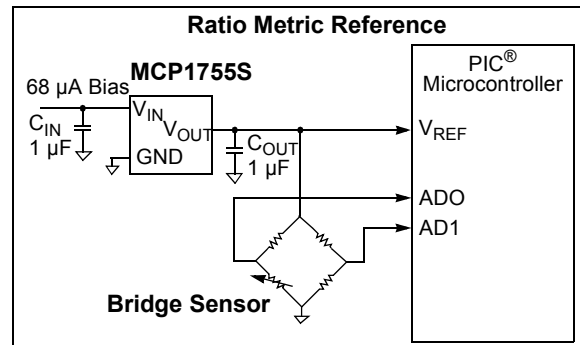 Ratio Metric Reference
PIC®
Microcontroller
MCP1755S
68 µA Bias
VIN
VOUT
GND
CIN
1 µF
COUT
1 µF
VREF
ADO
AD1
Bridge Sensor